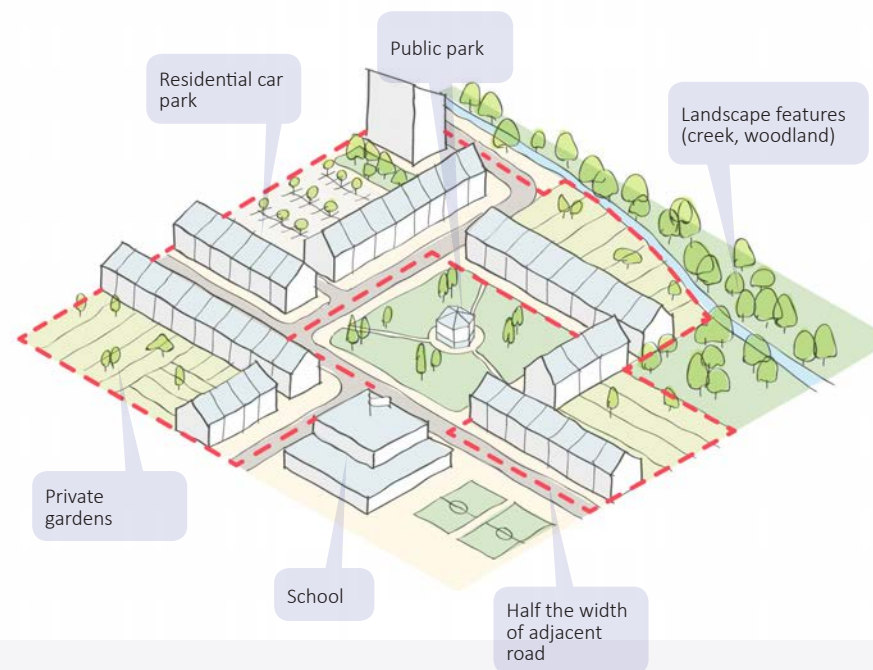 Public park
Residential car
park
Landscape features
(creek, woodland)
Private
gardens
School
Half the width
of adjacent
road